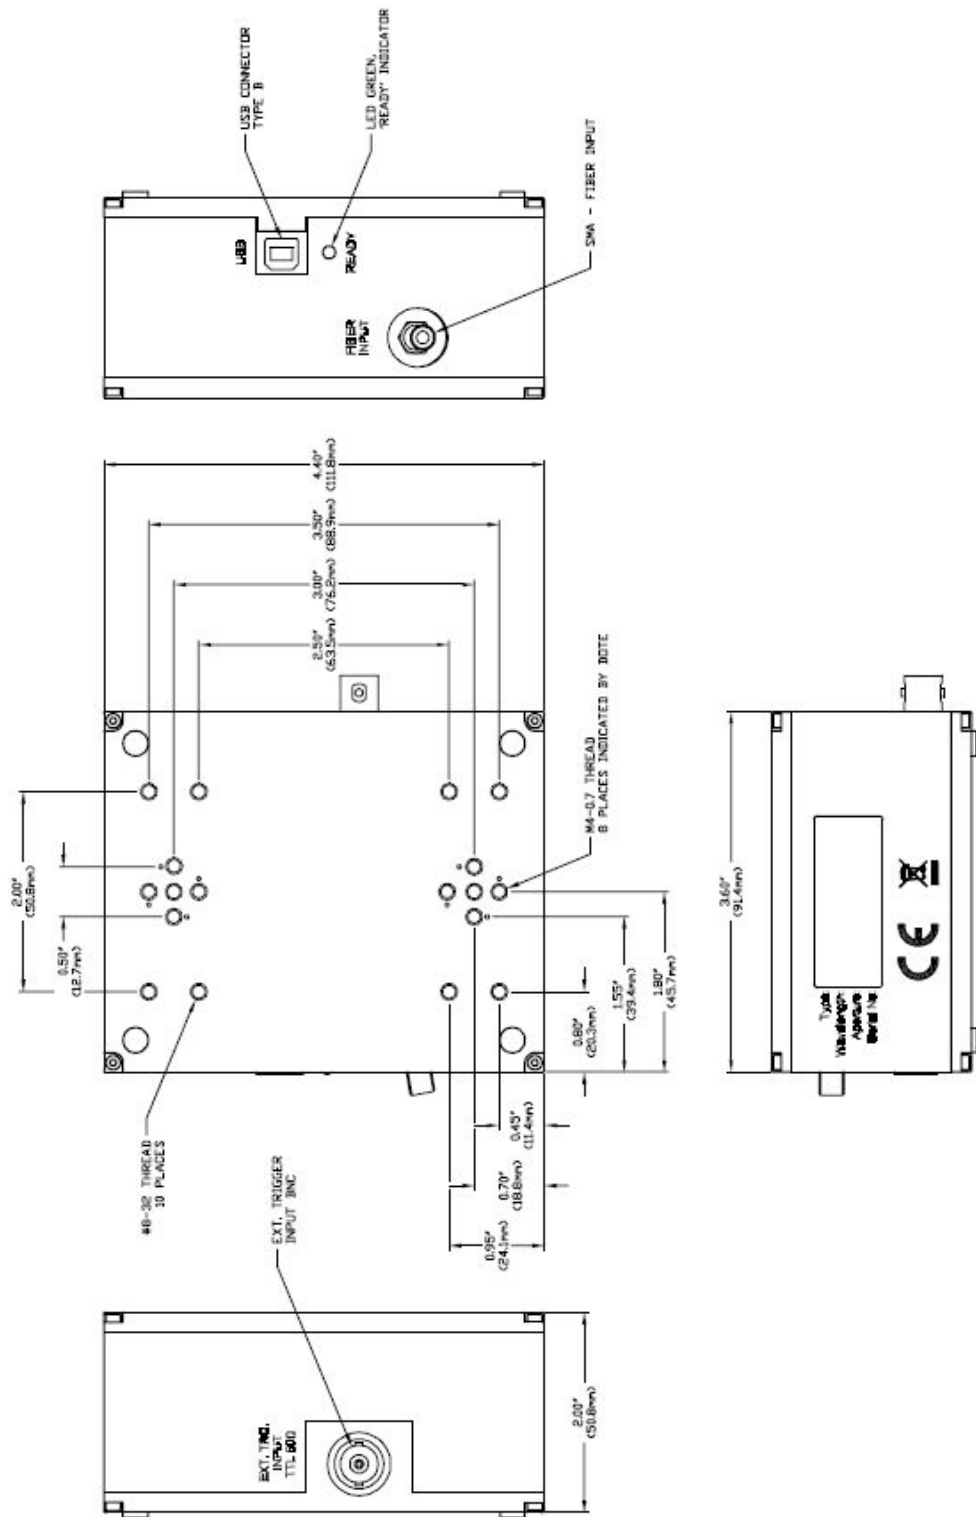 USB CONNECTOR
TYPE B
LED GREEN,
'READY' INDICATOR
SMA - FIBER INPUT
USB
READY
FIBER
INPUT
4.40"
(111.8mm)
3.50"
(88.9mm)
3.00"
(76.2mm)
2.50"
(63.5mm)
M4-0.7 THREAD
8 PLACES INDICATED BY DOTE
2.00"
(50.8mm)
0.50"
(12.7mm)
1.80"
(45.7mm)
1.55"
(39.4mm)
0.80"
(20.3mm)
0.45"
(11.4mm)
0.70"
(18.8mm)
0.95"
(24.1mm)
#8-32 THREAD
10 PLACES
3.60"
(91.4mm)
Type:
Wavelength:
Aperture:
Serial No:
CE
EXT. TRIGGER
INPUT BNC
EXT. TRIG.
INPUT
TTL 50Ω
2.00"
(50.8mm)